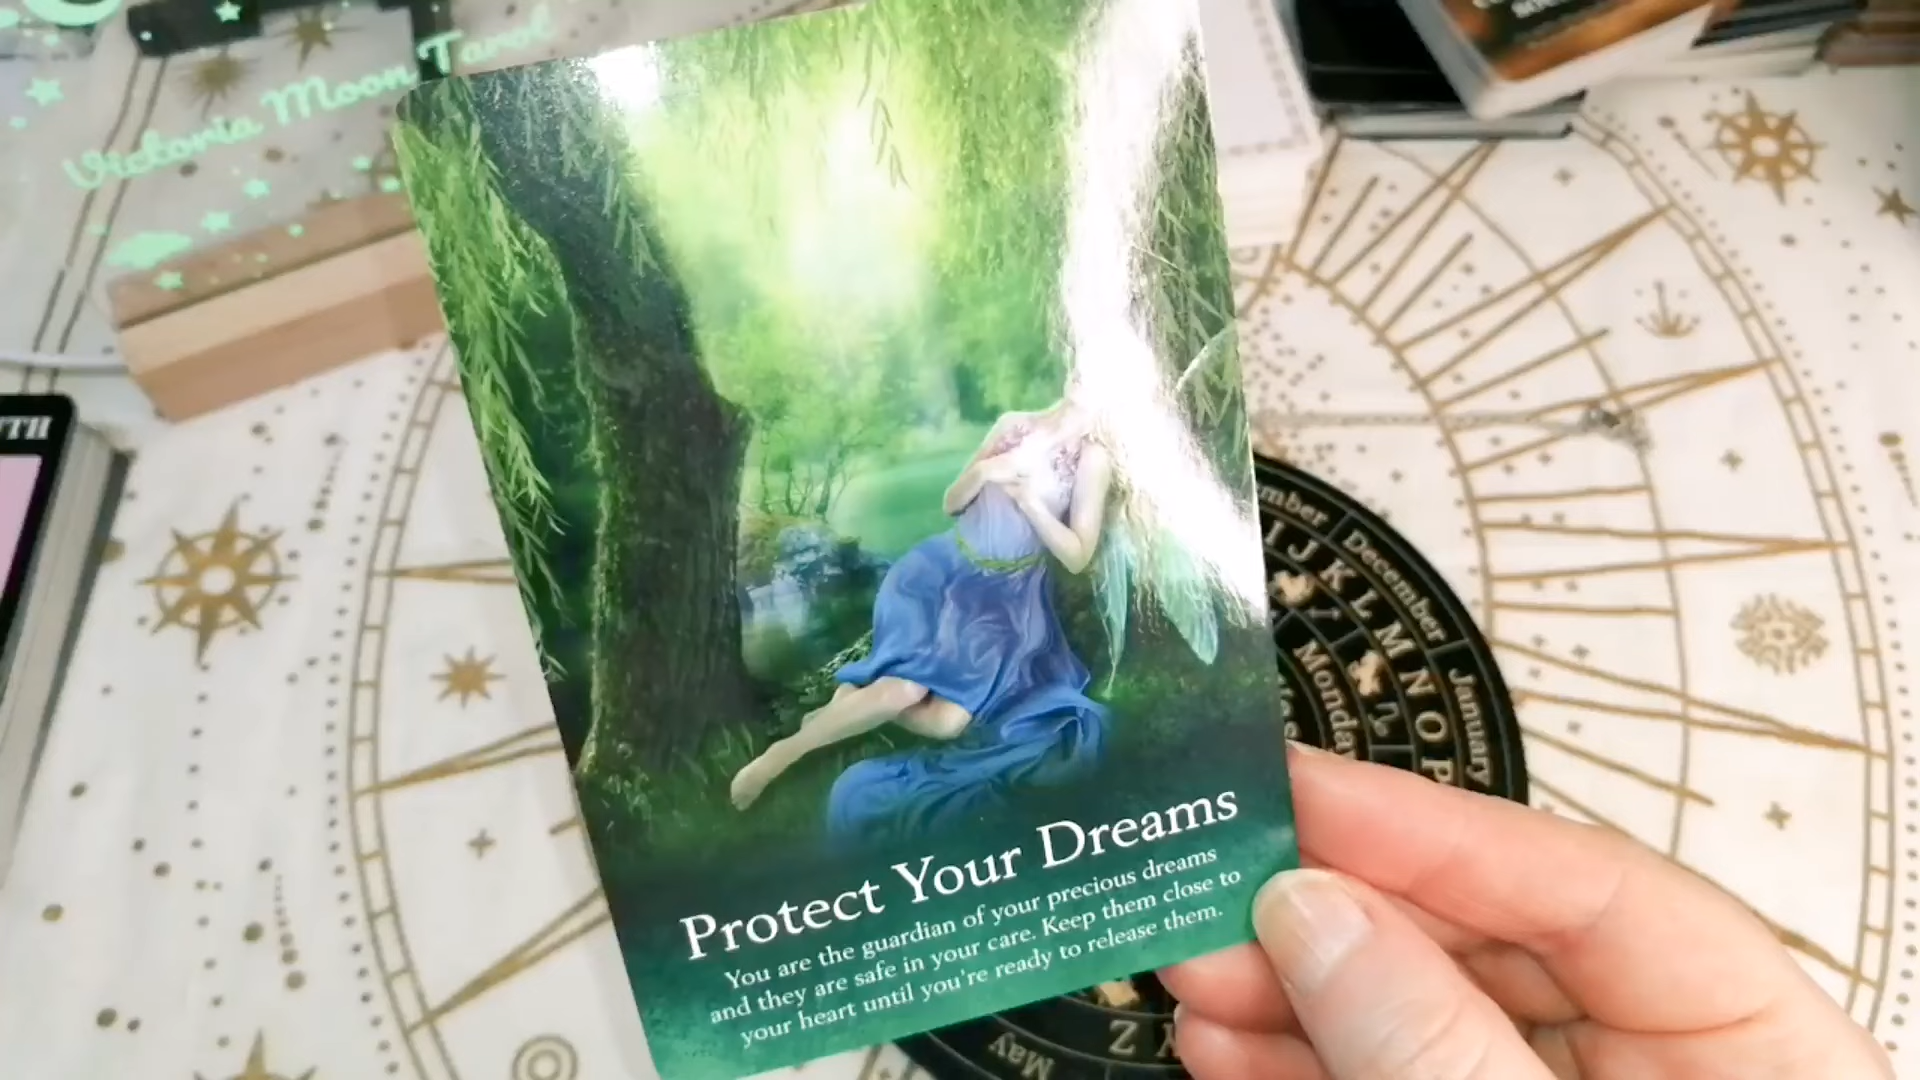 Victoria Moon Tarot
Protect Your Dreams
You are the guardian of your precious dreams
and they are safe in your care. Keep them close to
your heart until you're ready to release them.
December
January
I J K L M N O P
Monday
May
Z